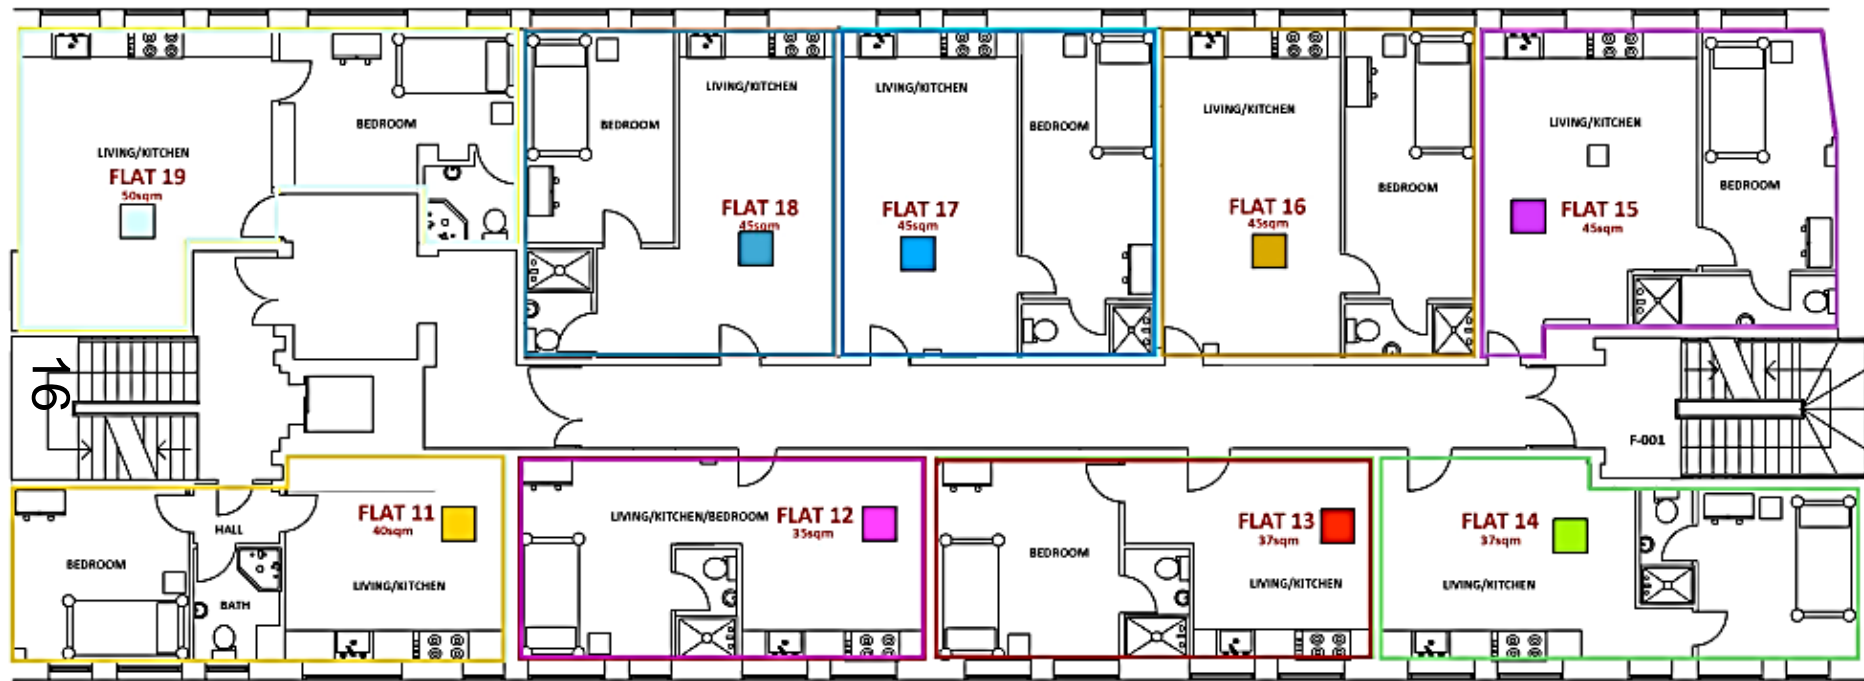 LIVING/KITCHEN
FLAT 19
50sqm
BEDROOM
BEDROOM
LIVING/KITCHEN
FLAT 18
45sqm
LIVING/KITCHEN
FLAT 17
45sqm
BEDROOM
LIVING/KITCHEN
FLAT 16
45sqm
BEDROOM
LIVING/KITCHEN
FLAT 15
45sqm
BEDROOM
16
F-001
BEDROOM
HALL
BATH
FLAT 11
40sqm
LIVING/KITCHEN
LIVING/KITCHEN/BEDROOM
FLAT 12
35sqm
BEDROOM
FLAT 13
37sqm
LIVING/KITCHEN
FLAT 14
37sqm
LIVING/KITCHEN